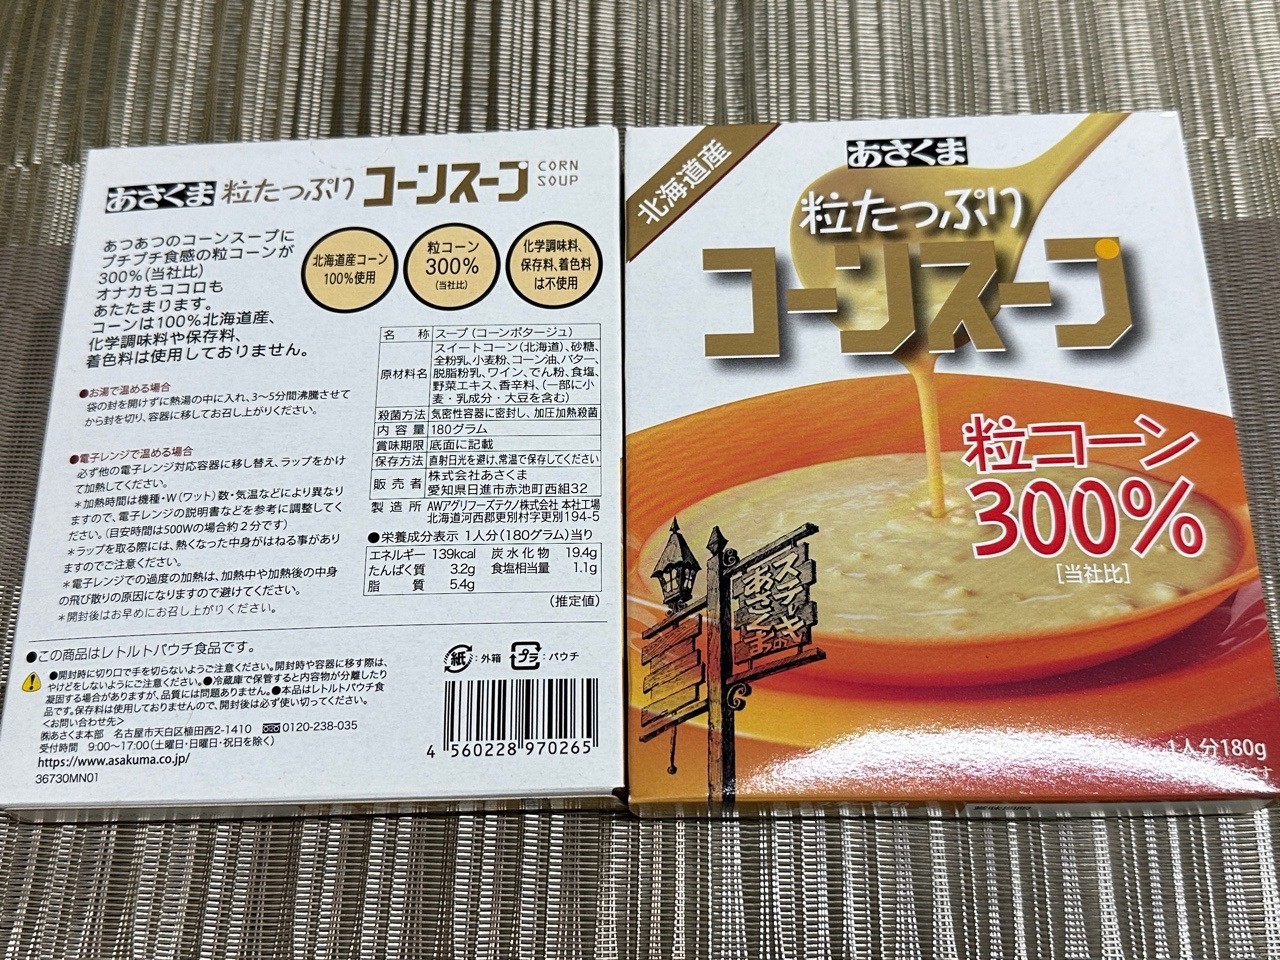 あさくま 粒たっぷり コーンスープ CORN SOUP
あつあつのコーンスープに
プチプチ食感の粒コーンが
300%(当社比)
オナカもココロも
あたたまります。
コーンは100%北海道産、
化学調味料や保存料、
着色料は使用しておりません。
北海道産コーン
100%使用
粒コーン
300%
(当社比)
化学調味料、
保存料、着色料
は不使用
●お湯で温める場合
袋の封を開けずに熱湯の中に入れ、3〜5分間沸騰させて
から封を切り、容器に移してお召し上がりください。
●電子レンジで温める場合
必ず他の電子レンジ対応容器に移し替え、ラップをかけ
て加熱してください。
＊加熱時間は機種・W(ワット)数・気温などにより異なり
ますので、電子レンジの説明書などを参考に調整してく
ださい。(目安時間は500Wの場合約2分です)
＊ラップを取る際には、熱くなった中身がはねる事があり
ますのでご注意ください。
＊電子レンジでの過度の加熱は、加熱中や加熱後の中身
の飛び散りの原因になりますので避けてください。
＊開封後はお早めにお召し上がりください。
名称 スープ(コーンポタージュ)
原材料名 スイートコーン(北海道)、砂糖、
全粉乳、小麦粉、コーン油、バター、
脱脂粉乳、ワイン、でん粉、食塩、
野菜エキス、香辛料、(一部に小
麦・乳成分・大豆を含む)
殺菌方法 気密性容器に密封し、加圧加熱殺菌
内容量 180グラム
賞味期限 底面に記載
保存方法 直射日光を避け、常温で保存してください
販売者 株式会社あさくま
愛知県日進市赤池町西組32
製造所 AWアグリフーズテクノ株式会社 本社工場
北海道河西郡更別村字更別194-5
●栄養成分表示 1人分(180グラム)当り
エネルギー 139kcal 炭水化物 19.4g
たんぱく質 3.2g 食塩相当量 1.1g
脂質 5.4g
(推定値)
●この商品はレトルトパウチ食品です。
●開封時に切り口で手を切らないようご注意ください。開封時や容器に移す際は、
やけどをしないようにご注意ください。●冷蔵庫で保管すると内容物が分離したり
凝固する場合がありますが、品質には問題ありません。●本品はレトルトパウチ食
品です。保存料は使用しておりませんので、開封後は必ず使い切ってください。
<お問い合わせ先>
㈱あさくま本部 名古屋市天白区植田西2-1410 0120-238-035
受付時間 9:00〜17:00(土曜日・日曜日・祝日を除く)
https://www.asakuma.co.jp/
36730MN01
紙:外箱 プラ:パウチ
4 560228 970265
北海道産
あさくま
粒たっぷり
コーンスープ
粒コーン
300%
[当社比]
ステーキの
あさくま
1人分180g